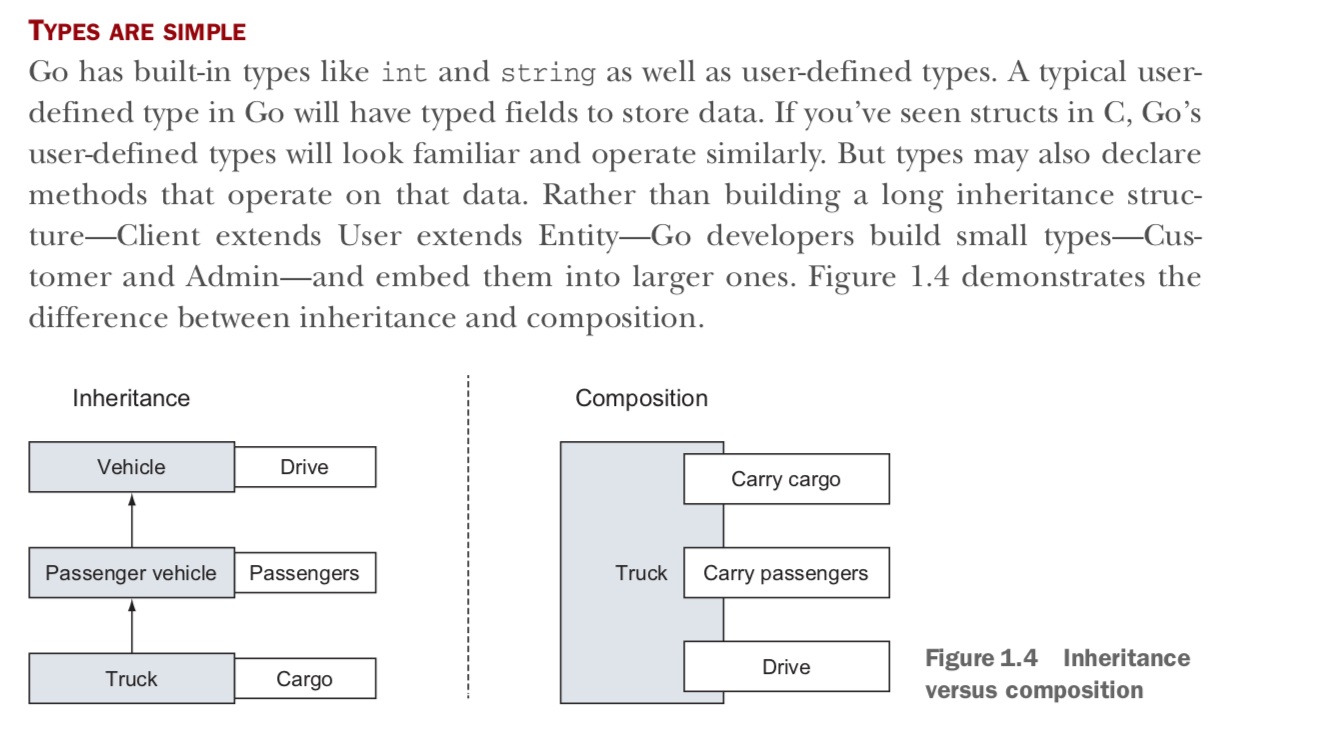 TYPES ARE SIMPLE
Go has built-in types like int and string as well as user-defined types. A typical user-
defined type in Go will have typed fields to store data. If you’ve seen structs in C, Go’s
user-defined types will look familiar and operate similarly. But types may also declare
methods that operate on that data. Rather than building a long inheritance struc-
ture—Client extends User extends Entity—Go developers build small types—Cus-
tomer and Admin—and embed them into larger ones. Figure 1.4 demonstrates the
difference between inheritance and composition.
Inheritance
Vehicle
Drive
Passenger vehicle
Passengers
Truck
Cargo
Composition
Truck
Carry cargo
Carry passengers
Drive
Figure 1.4 Inheritance
versus composition